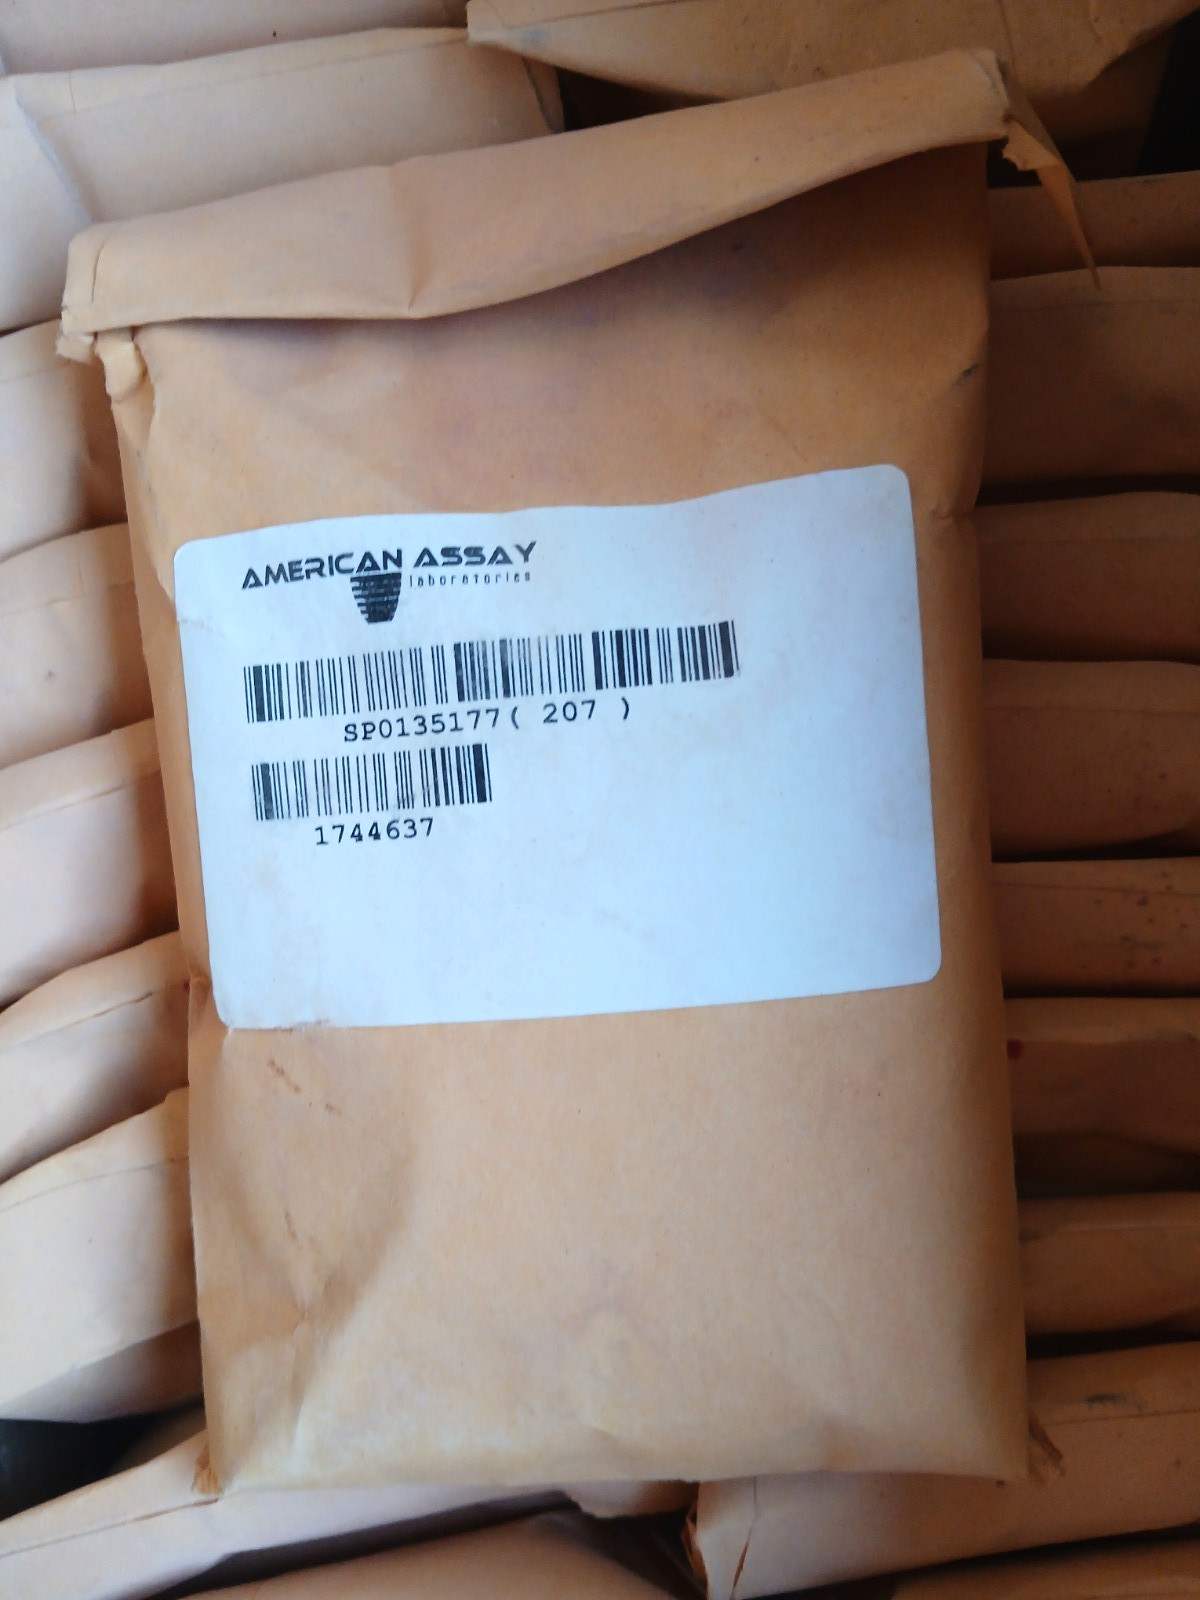 AMERICAN ASSAY
laboratories
SP0135177( 207 )
1744637